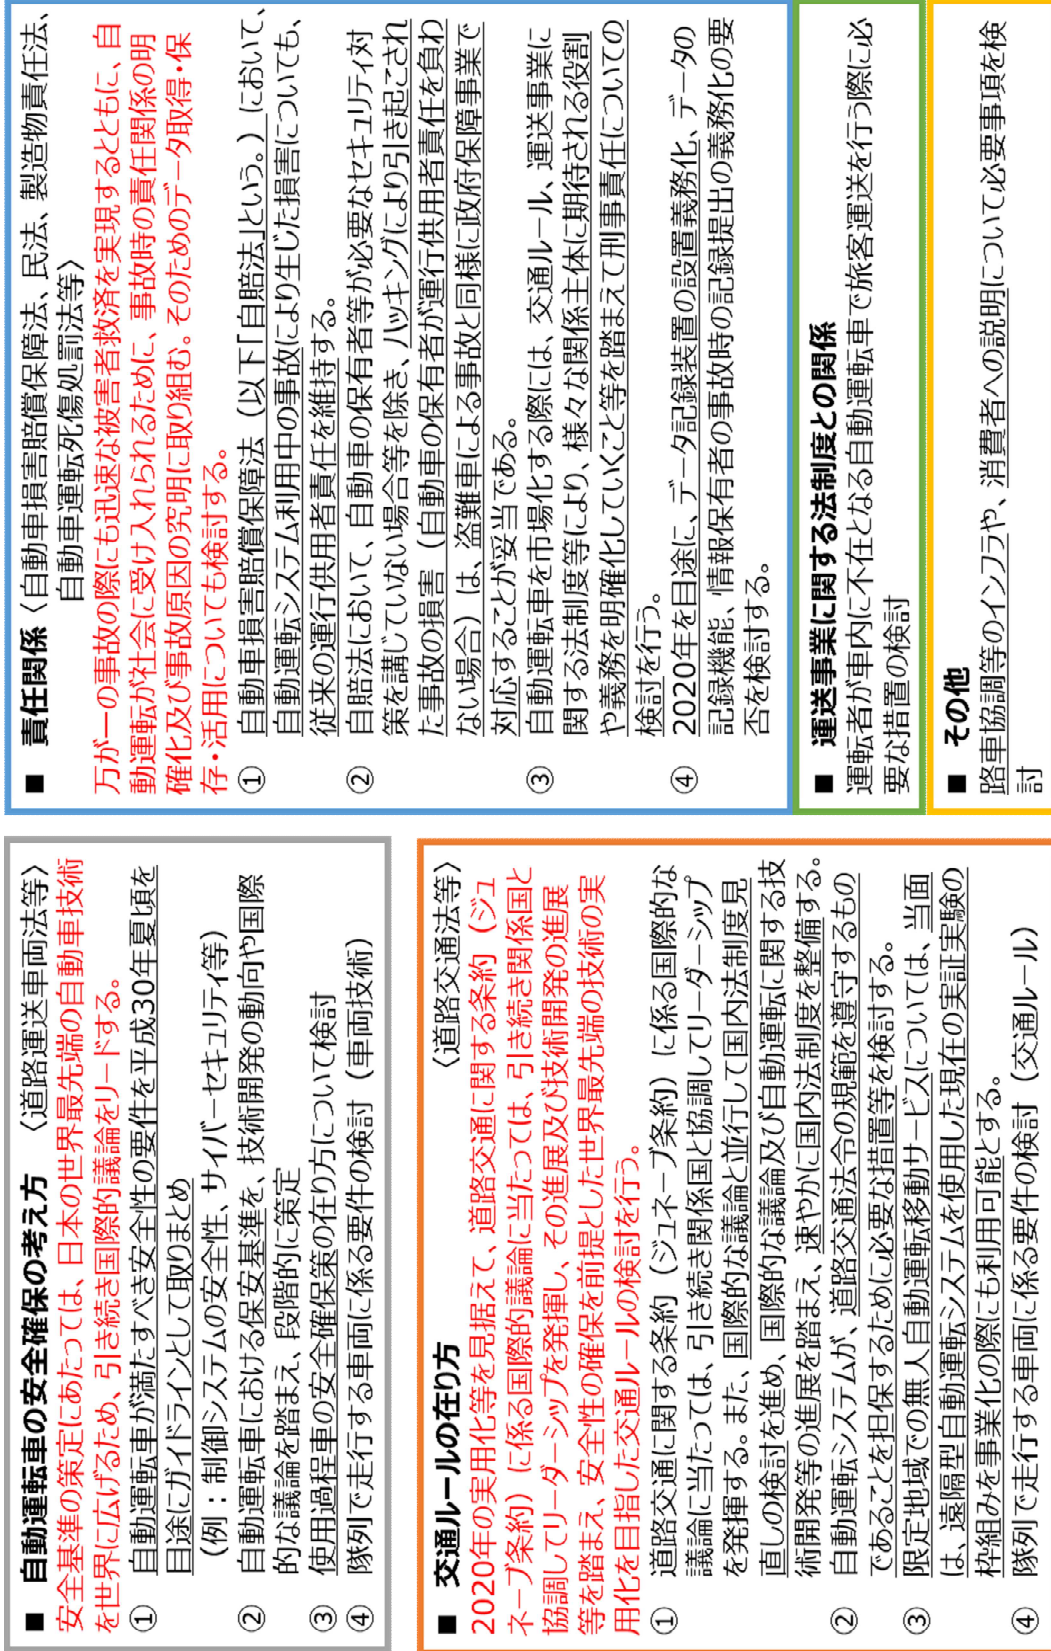 ■ 自動運転車の安全確保の考え方 〈道路運送車両法等〉
安全基準の策定にあたっては、日本の世界最先端の自動車技術
を世界に広げるため、引き続き国際的議論をリードする。
① 自動運転車が満たすべき安全性の要件を平成30年夏頃を
目途にガイドラインとして取りまとめ
（例：制御システムの安全性、サイバーセキュリティ等）
② 自動運転車における保安基準を、技術開発の動向や国際
的な議論を踏まえ、段階的に策定
③ 使用過程車の安全確保策の在り方について検討
④ 隊列で走行する車両に係る要件の検討（車両技術）
■ 交通ルールの在り方 〈道路交通法等〉
2020年の実用化等を見据えて、道路交通に関する条約（ジュ
ネーブ条約）に係る国際的議論に当たっては、引き続き関係国と
協調してリーダーシップを発揮し、その進展及び技術開発の進展
等を踏まえ、安全性の確保を前提とした世界最先端の技術の実
用化を目指した交通ルールの検討を行う。
① 道路交通に関する条約（ジュネーブ条約）に係る国際的な
議論に当たっては、引き続き関係国と協調してリーダーシップ
を発揮する。また、国際的な議論と並行して国内法制度見
直しの検討を進め、国際的な議論及び自動運転に関する技
術開発等の進展を踏まえ、速やかに国内法制度を整備する。
② 自動運転システムが、道路交通法令の規範を遵守するもの
であることを担保するために必要な措置等を検討する。
③ 限定地域での無人自動運転移動サービスについては、当面
は、遠隔型自動運転システムを使用した現在の実証実験の
枠組みを事業化の際にも利用可能とする。
④ 隊列で走行する車両に係る要件の検討（交通ルール）
■ 責任関係〈自動車損害賠償保障法、民法、製造物責任法、
自動車運転死傷処罰法等〉
万が一の事故の際にも迅速な被害者救済を実現するとともに、自
動運転が社会に受け入れられるために、事故時の責任関係の明
確化及び事故原因の究明に取り組む。そのためのデータ取得・保
存・活用についても検討する。
① 自動車損害賠償保障法（以下「自賠法」という。）において、
自動運転システム利用中の事故により生じた損害についても、
従来の運行供用者責任を維持する。
② 自賠法において、自動車の保有者等が必要なセキュリティ対
策を講じていない場合等を除き、ハッキングにより引き起こされ
た事故の損害（自動車の保有者が運行供用者責任を負わ
ない場合）は、盗難車による事故と同様に政府保障事業で
対応することが妥当である。
③ 自動運転車を市場化する際には、交通ルール、運送事業に
関する法制度等により、様々な関係主体に期待される役割
や義務を明確化していくこと等を踏まえて刑事責任についての
検討を行う。
④ 2020年を目途に、データ記録装置の設置義務化、データの
記録機能、情報保有者の事故時の記録提出の義務化の要
否を検討する。
■ 運送事業に関する法制度との関係
運転者が車内に不在となる自動運転車で旅客運送を行う際に必
要な措置の検討
■ その他
路車協調等のインフラや、消費者への説明について必要事項を検
討